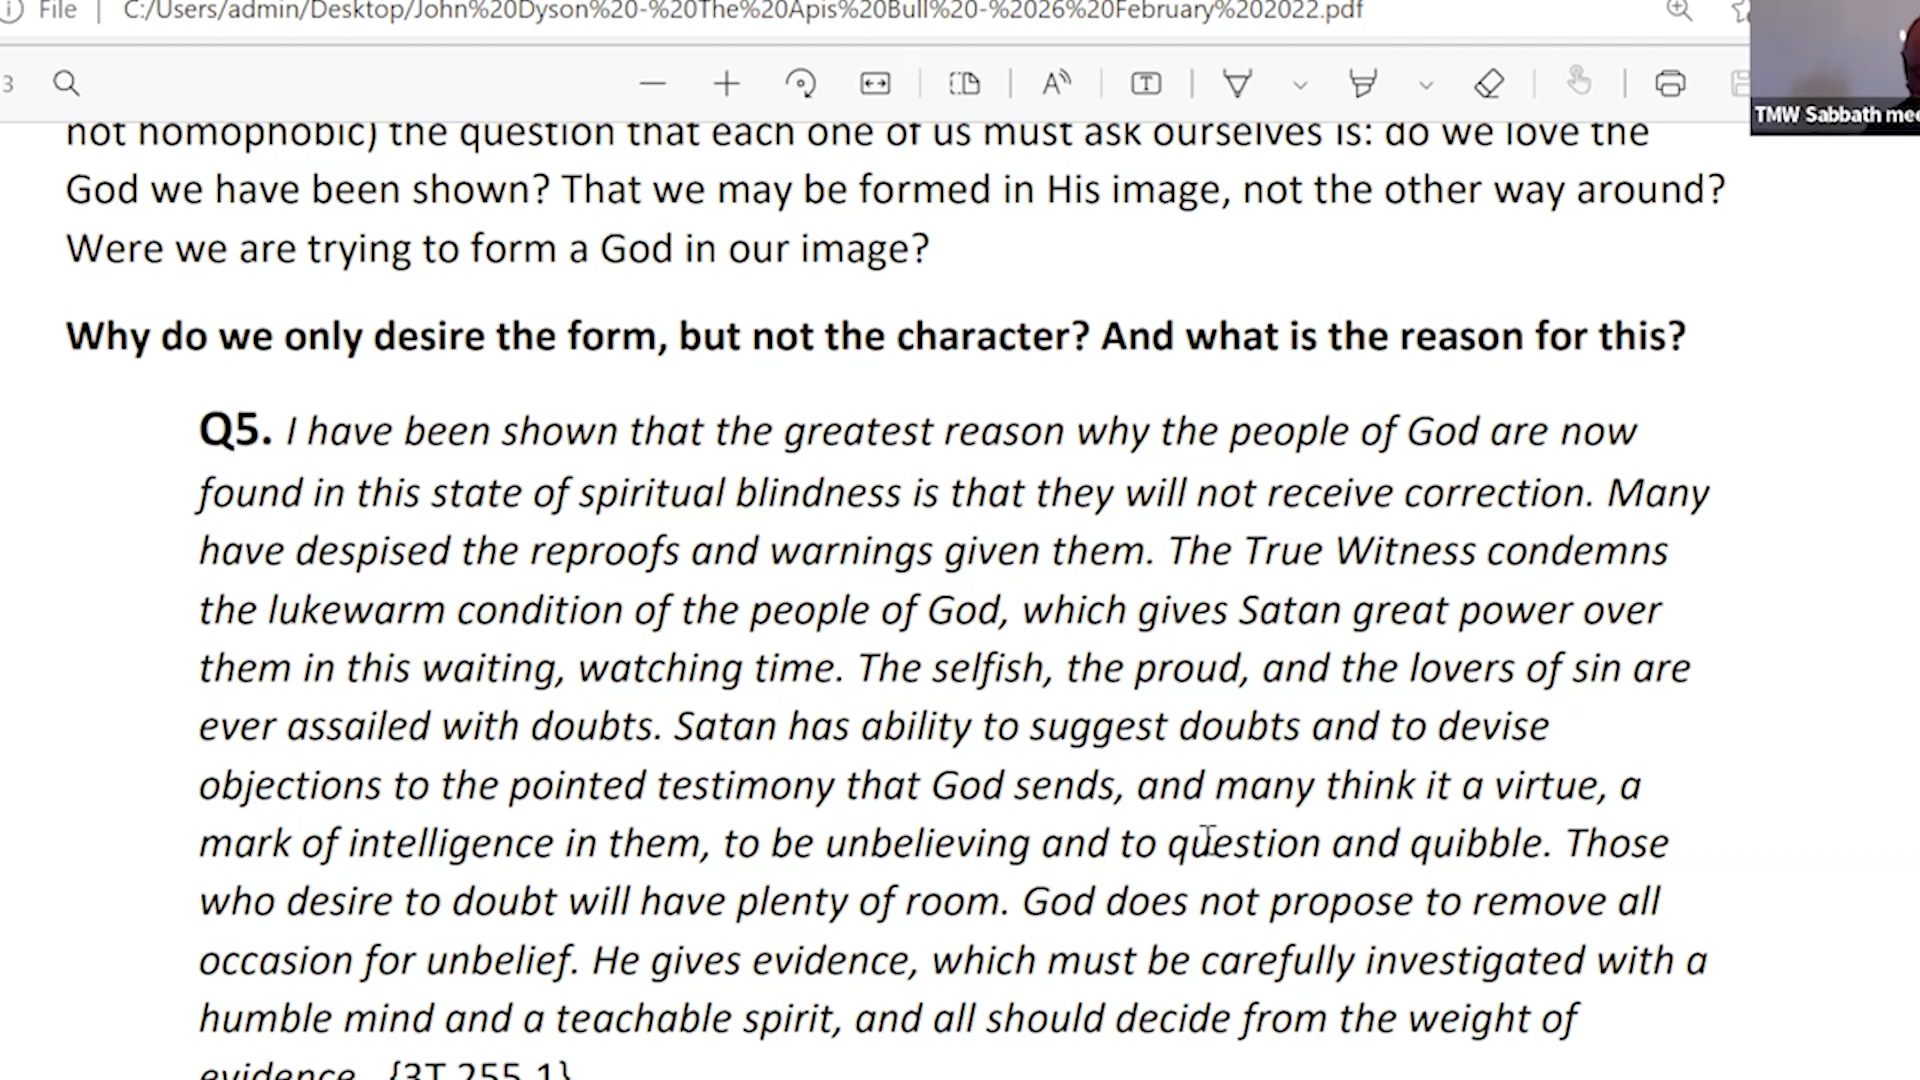 File C:/Users/admin/Desktop/John%20Dyson%20-%20The%20Apis%20Bull%20-%2026%20February%202022.pdf
3
TMW Sabbath mee
not homophobic) the question that each one of us must ask ourselves is: do we love the
God we have been shown? That we may be formed in His image, not the other way around?
Were we are trying to form a God in our image?
Why do we only desire the form, but not the character? And what is the reason for this?
Q5. I have been shown that the greatest reason why the people of God are now
found in this state of spiritual blindness is that they will not receive correction. Many
have despised the reproofs and warnings given them. The True Witness condemns
the lukewarm condition of the people of God, which gives Satan great power over
them in this waiting, watching time. The selfish, the proud, and the lovers of sin are
ever assailed with doubts. Satan has ability to suggest doubts and to devise
objections to the pointed testimony that God sends, and many think it a virtue, a
mark of intelligence in them, to be unbelieving and to question and quibble. Those
who desire to doubt will have plenty of room. God does not propose to remove all
occasion for unbelief. He gives evidence, which must be carefully investigated with a
humble mind and a teachable spirit, and all should decide from the weight of
evidence. {3T 255.1}